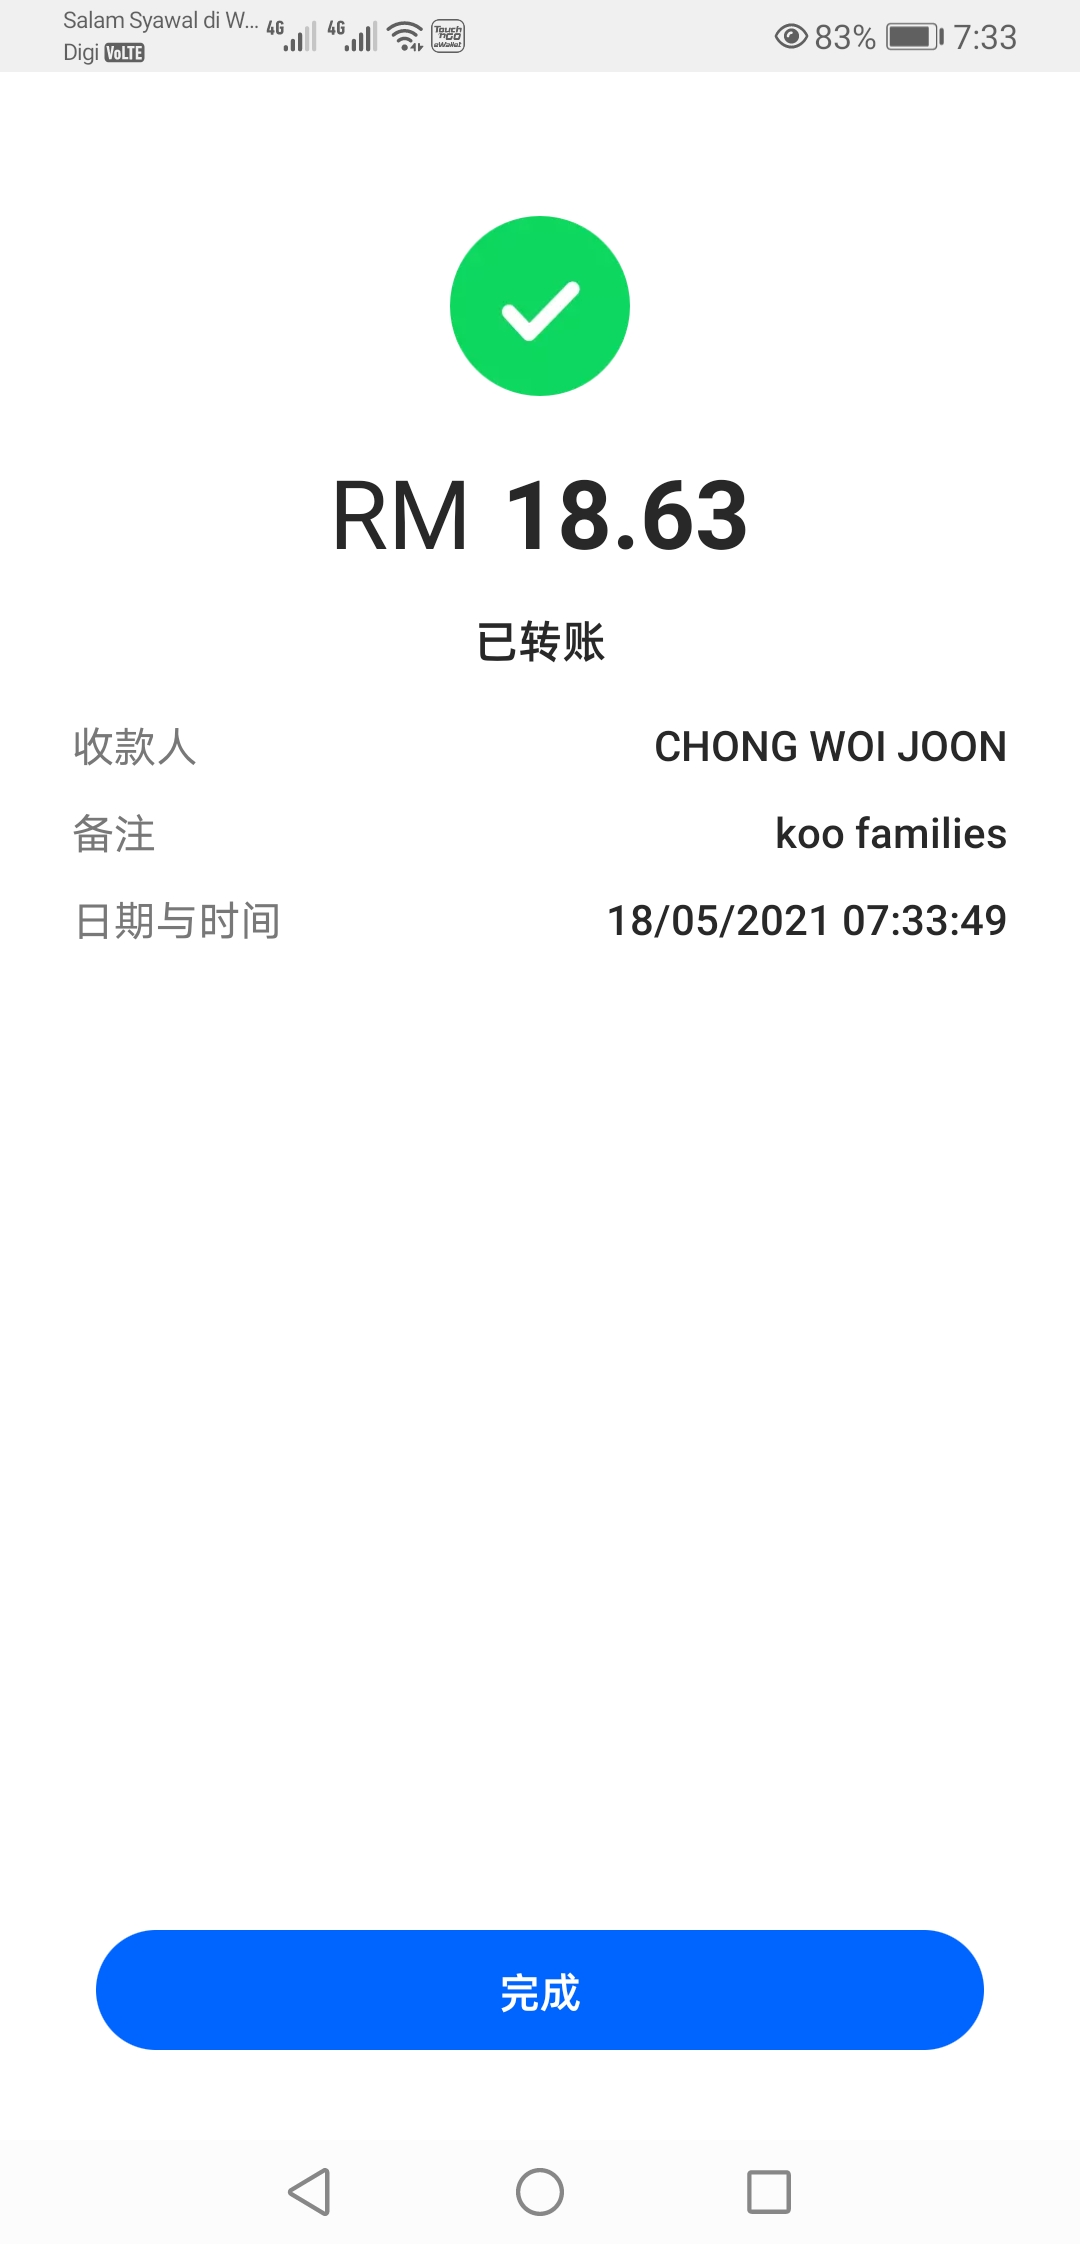 Salam Syawal di W...
Digi VoLTE
4G 4G Touch 'nGO eWallet 83% 7:33
RM 18.63
已转账
收款人 CHONG WOI JOON
备注 koo families
日期与时间 18/05/2021 07:33:49
完成